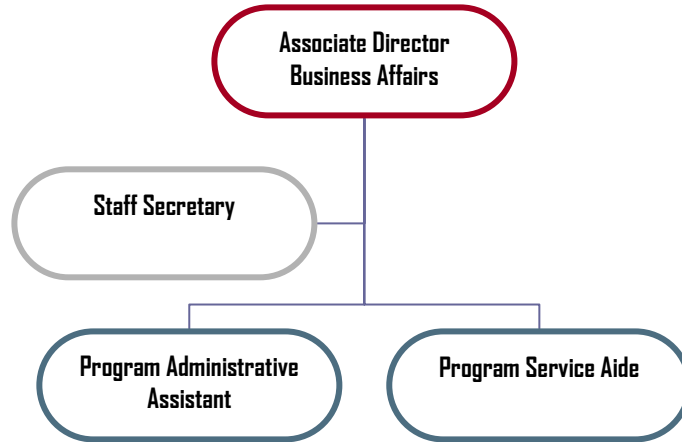 Associate Director
Business Affairs
Staff Secretary
Program Administrative
Assistant
Program Service Aide